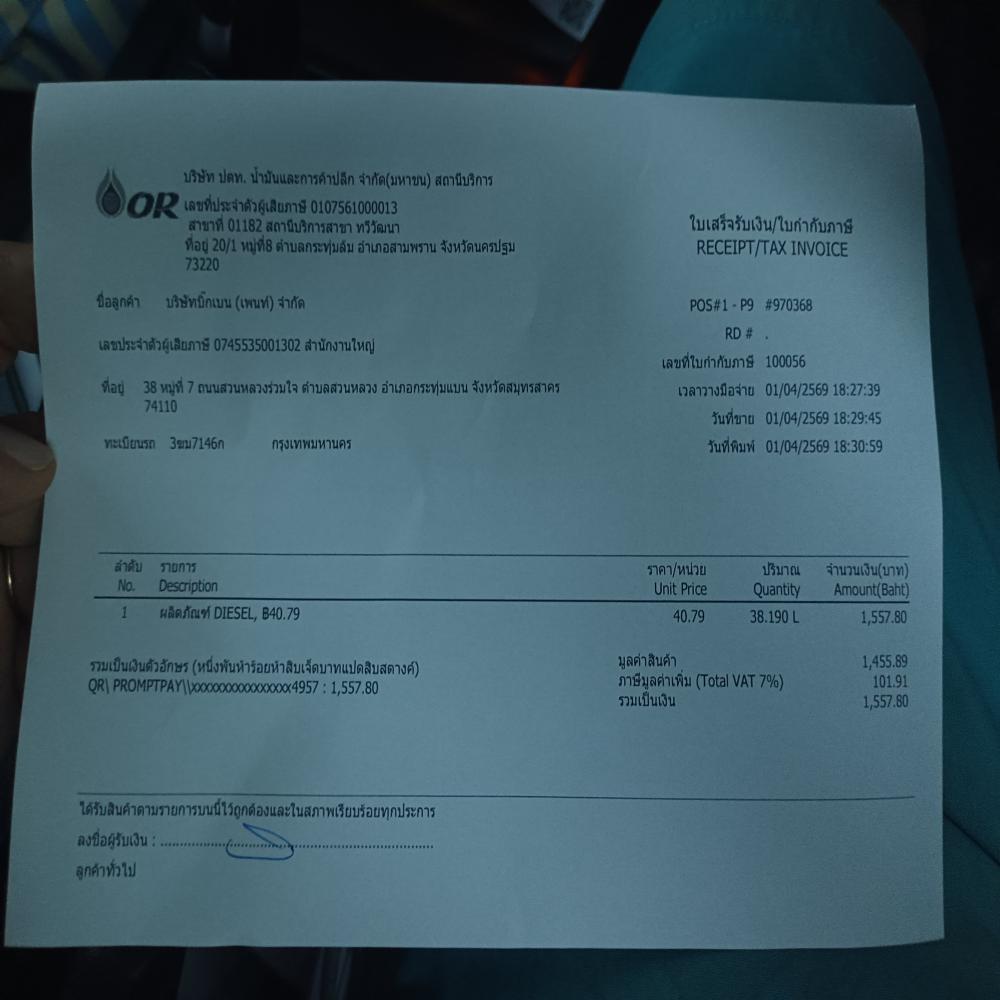 OR
บริษัท ปตท. น้ำมันและการค้าปลีก จำกัด(มหาชน) สถานีบริการ
เลขที่ประจำตัวผู้เสียภาษี 0107561000013
สาขาที่ 01182 สถานีบริการสาขา ทวีวัฒนา
ที่อยู่ 20/1 หมู่ที่8 ตำบลกระทุ่มล้ม อำเภอสามพราน จังหวัดนครปฐม
73220
ใบเสร็จรับเงิน/ใบกำกับภาษี
RECEIPT/TAX INVOICE
ชื่อลูกค้า บริษัทบิ๊กเบน (เพนท์) จำกัด
เลขประจำตัวผู้เสียภาษี 0745535001302 สำนักงานใหญ่
ที่อยู่ 38 หมู่ที่ 7 ถนนสวนหลวงร่วมใจ ตำบลสวนหลวง อำเภอกระทุ่มแบน จังหวัดสมุทรสาคร
74110
ทะเบียนรถ 3ฆม7146ก กรุงเทพมหานคร
POS#1 - P9 #970368
RD # .
เลขที่ใบกำกับภาษี 100056
เวลาวางมือจ่าย 01/04/2569 18:27:39
วันที่ขาย 01/04/2569 18:29:45
วันที่พิมพ์ 01/04/2569 18:30:59
ลำดับ รายการ ราคา/หน่วย ปริมาณ จำนวนเงิน(บาท)
No. Description Unit Price Quantity Amount(Baht)
1 ผลิตภัณฑ์ DIESEL, ฿40.79 40.79 38.190 L 1,557.80
รวมเป็นเงินตัวอักษร (หนึ่งพันห้าร้อยห้าสิบเจ็ดบาทแปดสิบสตางค์)
QR\ PROMPTPAY\\xxxxxxxxxxxxxxxx4957 : 1,557.80
มูลค่าสินค้า 1,455.89
ภาษีมูลค่าเพิ่ม (Total VAT 7%) 101.91
รวมเป็นเงิน 1,557.80
ได้รับสินค้าตามรายการบนนี้ไว้ถูกต้องและในสภาพเรียบร้อยทุกประการ
ลงชื่อผู้รับเงิน : ......................................................................
ลูกค้าทั่วไป